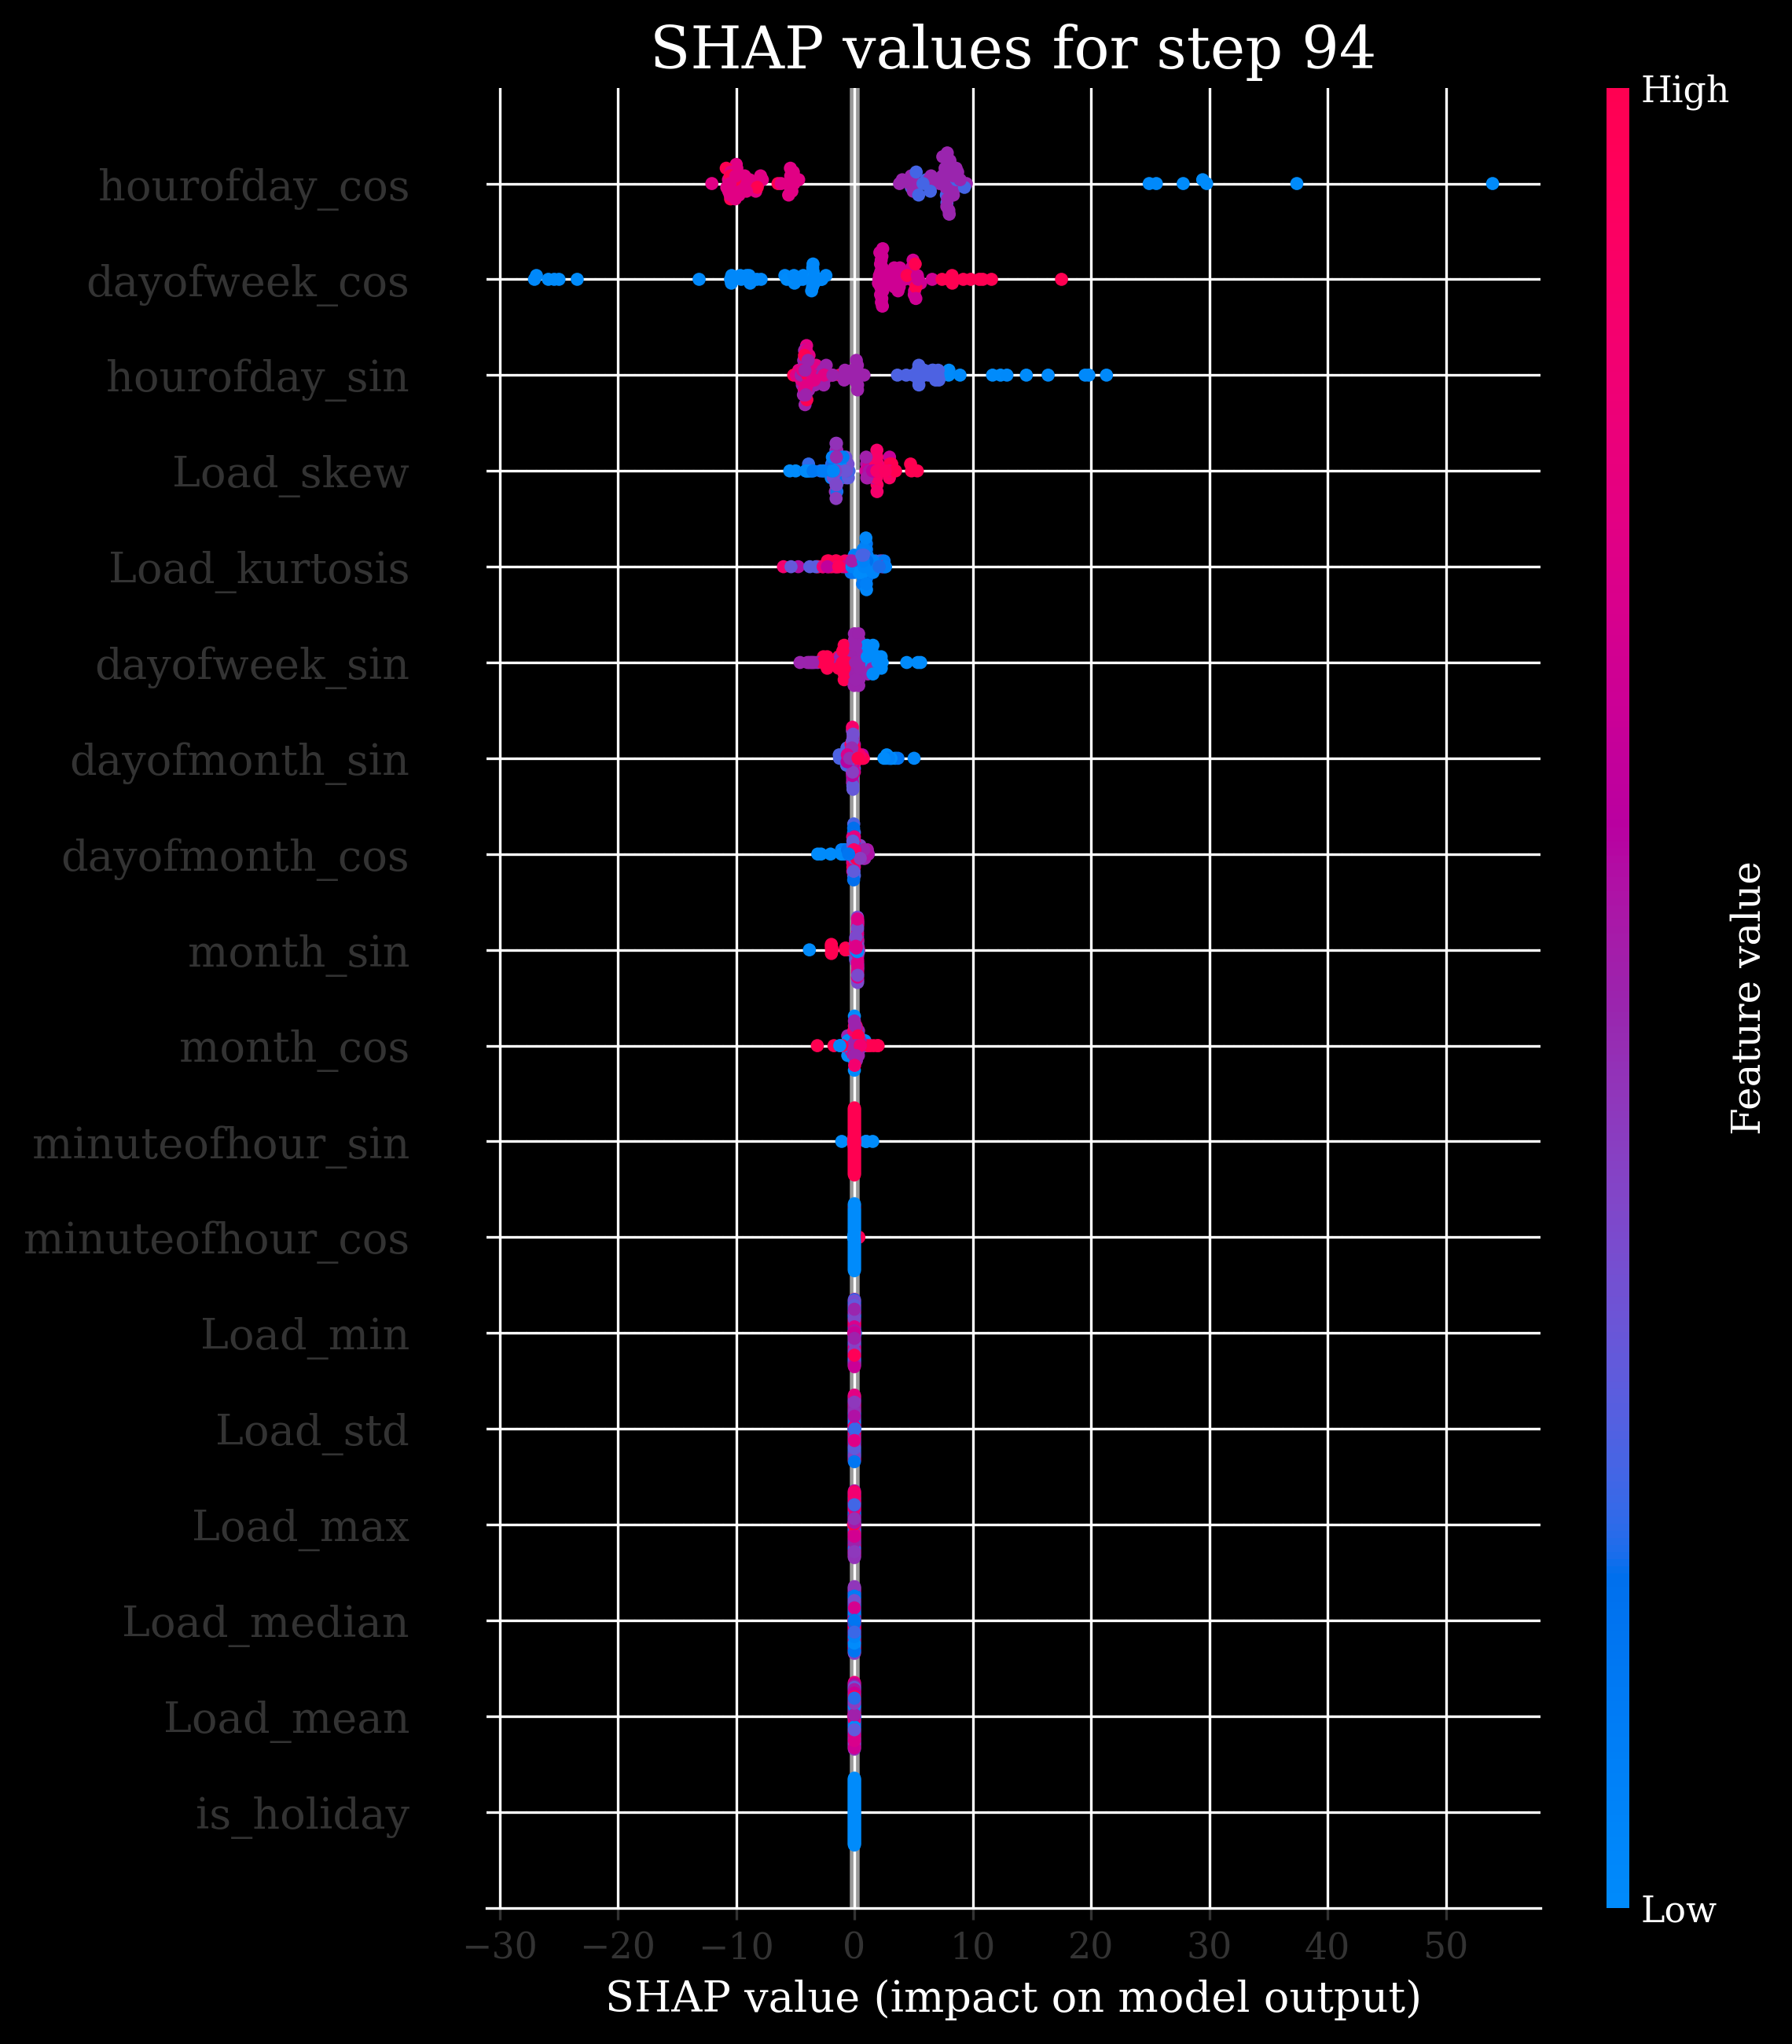 SHAP values for step 94
High
hourofday_cos
dayofweek_cos
hourofday_sin
Load_skew
Load_kurtosis
dayofweek_sin
dayofmonth_sin
dayofmonth_cos
month_sin
month_cos
minuteofhour_sin
minuteofhour_cos
Load_min
Load_std
Load_max
Load_median
Load_mean
is_holiday
Feature value
Low
−30 −20 −10 0 10 20 30 40 50
SHAP value (impact on model output)